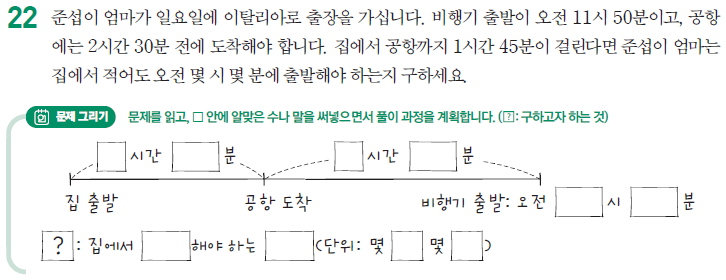 22 준섭이 엄마가 일요일에 이탈리아로 출장을 가십니다. 비행기 출발이 오전 11시 50분이고, 공항
에는 2시간 30분 전에 도착해야 합니다. 집에서 공항까지 1시간 45분이 걸린다면 준섭이 엄마는
집에서 적어도 오전 몇 시 몇 분에 출발해야 하는지 구하세요.
문제 그리기 문제를 읽고, □ 안에 알맞은 수나 말을 써넣으면서 풀이 과정을 계획합니다. (?: 구하고자 하는 것)
□시간 □분 □시간 □분
집 출발 공항 도착 비행기 출발: 오전 □시 □분
?: 집에서 □해야 하는 □(단위: 몇 □ 몇 □)